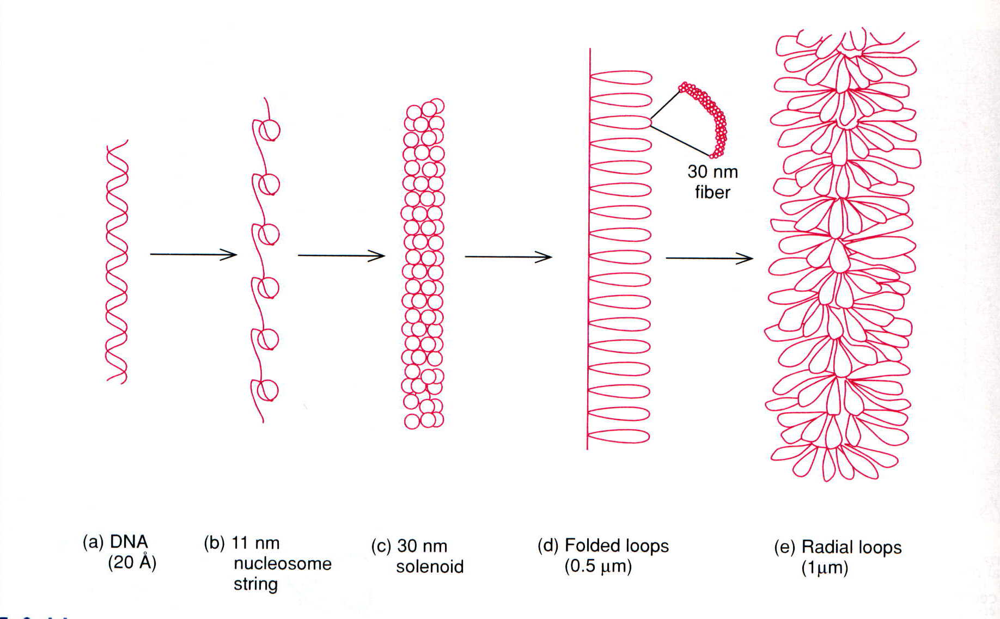 30 nm
fiber
(a) DNA
(20 Å)
(b) 11 nm
nucleosome
string
(c) 30 nm
solenoid
(d) Folded loops
(0.5 μm)
(e) Radial loops
(1μm)